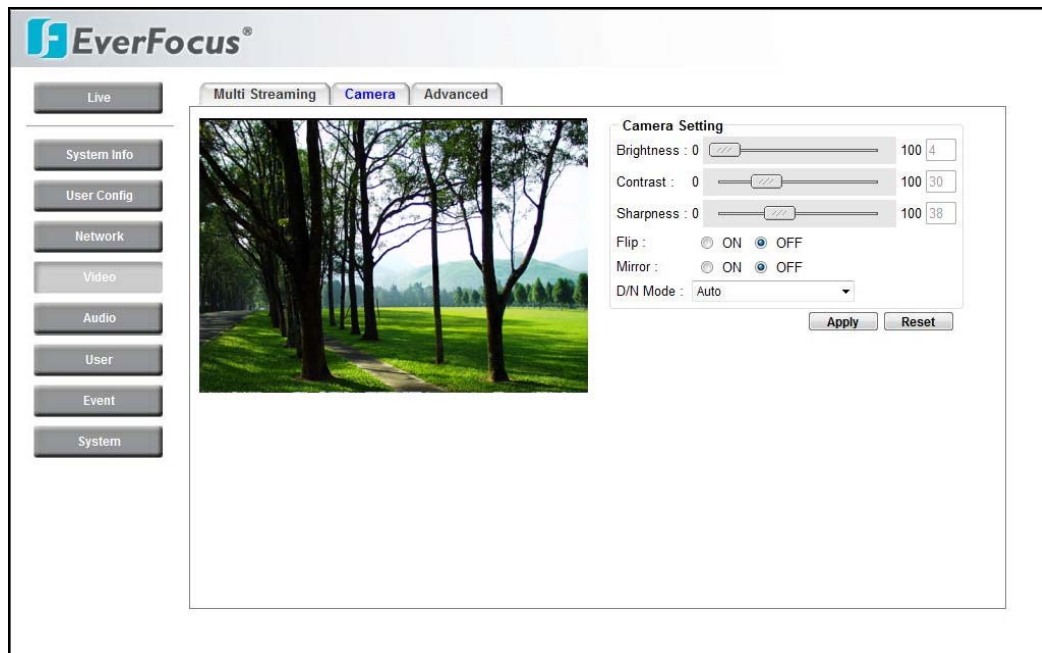 EverFocus®
Live
System Info
User Config
Network
Video
Audio
User
Event
System
Multi Streaming Camera Advanced
Camera Setting
Brightness : 0 100 4
Contrast : 0 100 30
Sharpness : 0 100 38
Flip : ON OFF
Mirror : ON OFF
D/N Mode : Auto
Apply Reset